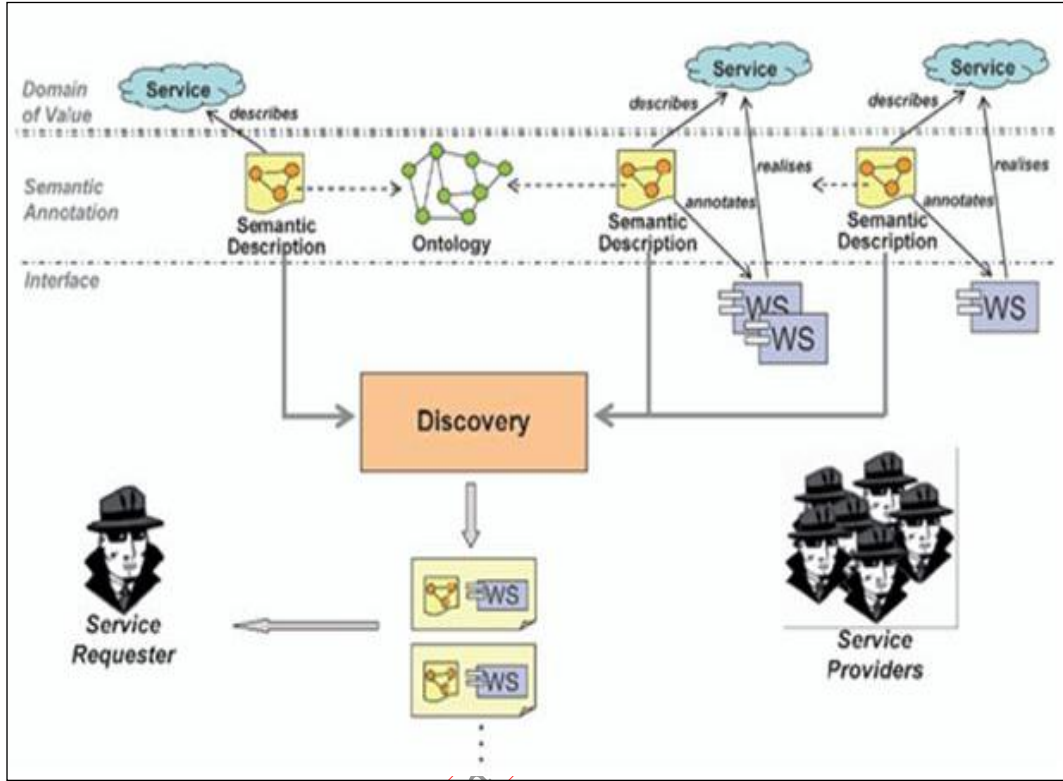 Domain
of Value
Service
describes
Service
describes
Service
describes
realises
realises
Semantic
Annotation
Semantic
Description
Ontology
Semantic
Description
annotates
Semantic
Description
annotates
Interface
WS
WS
WS
Discovery
Service
Requester
WS
WS
Service
Providers